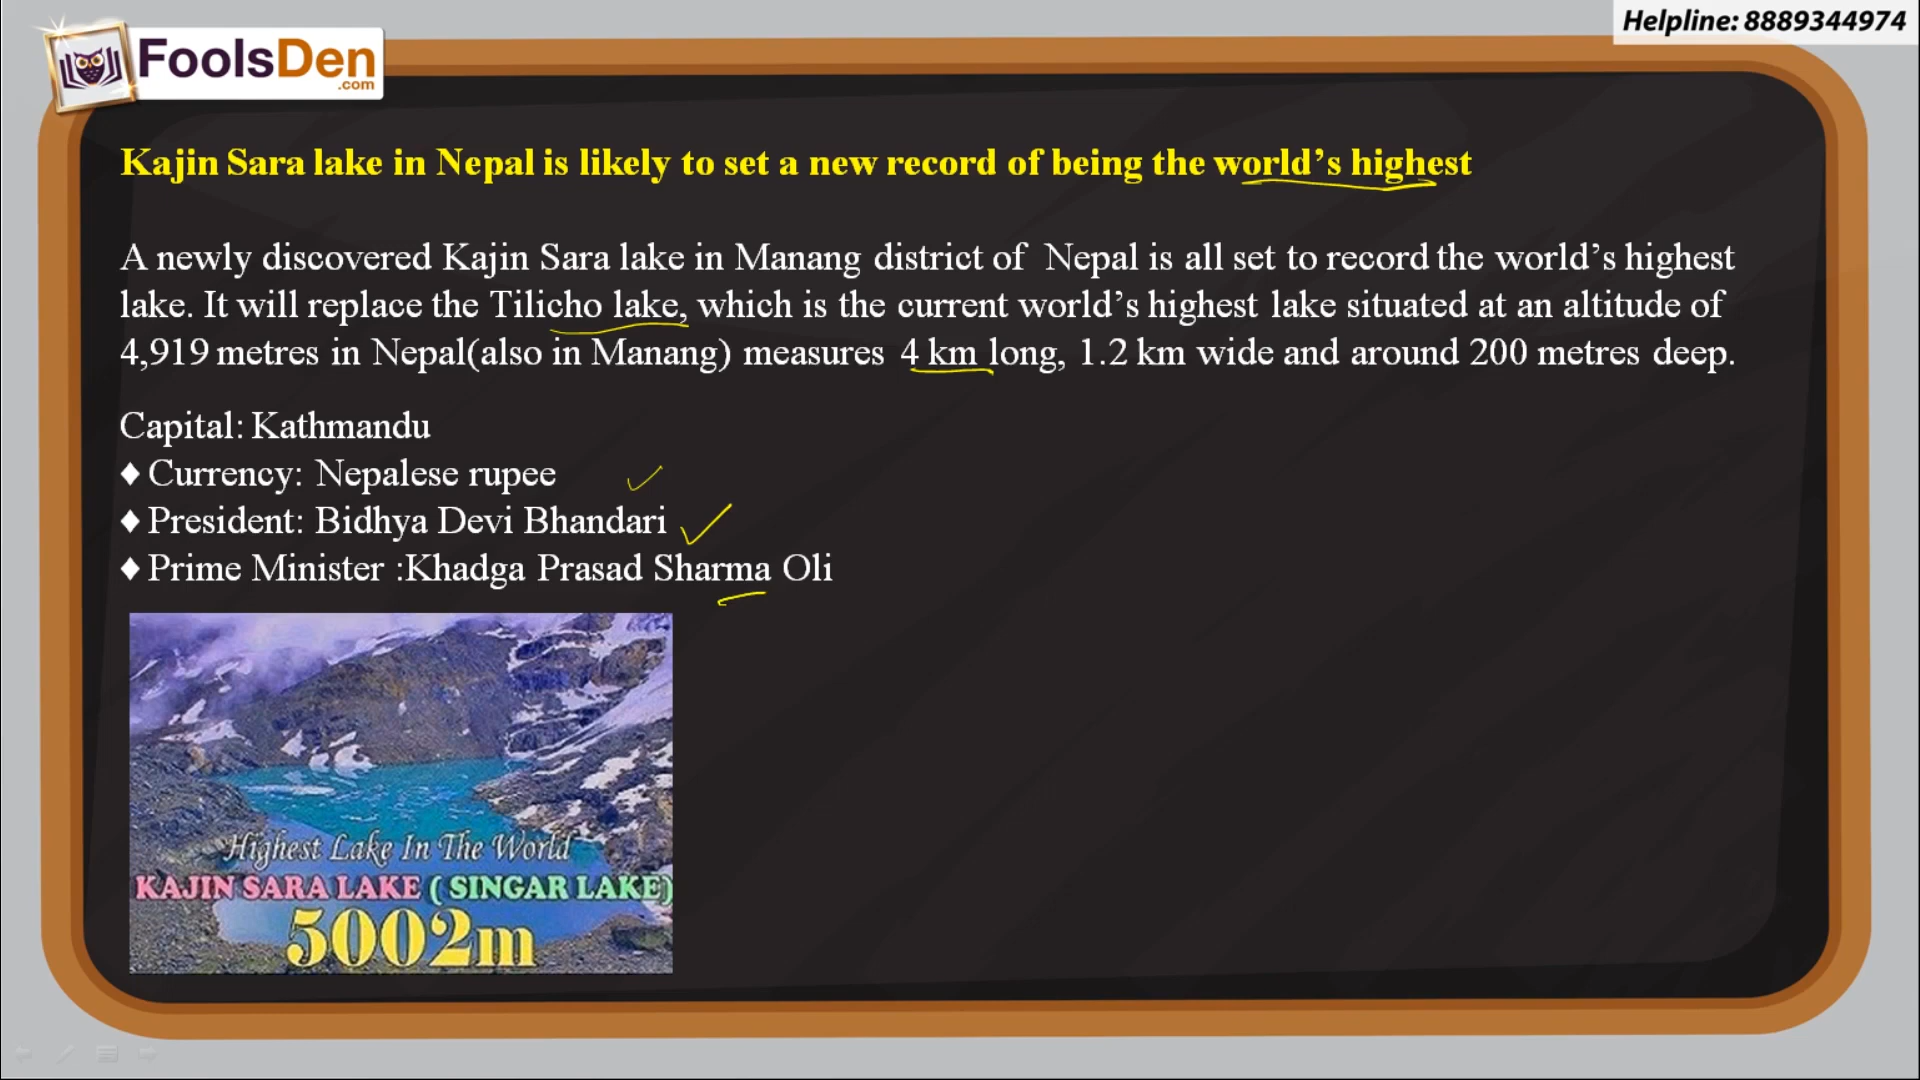 Helpline: 8889344974
FoolsDen
.com
Kajin Sara lake in Nepal is likely to set a new record of being the world’s highest
A newly discovered Kajin Sara lake in Manang district of Nepal is all set to record the world’s highest
lake. It will replace the Tilicho lake, which is the current world’s highest lake situated at an altitude of
4,919 metres in Nepal(also in Manang) measures 4 km long, 1.2 km wide and around 200 metres deep.
Capital: Kathmandu
♦ Currency: Nepalese rupee
♦ President: Bidhya Devi Bhandari
♦ Prime Minister :Khadga Prasad Sharma Oli
Highest Lake In The World
KAJIN SARA LAKE ( SINGAR LAKE)
5002m